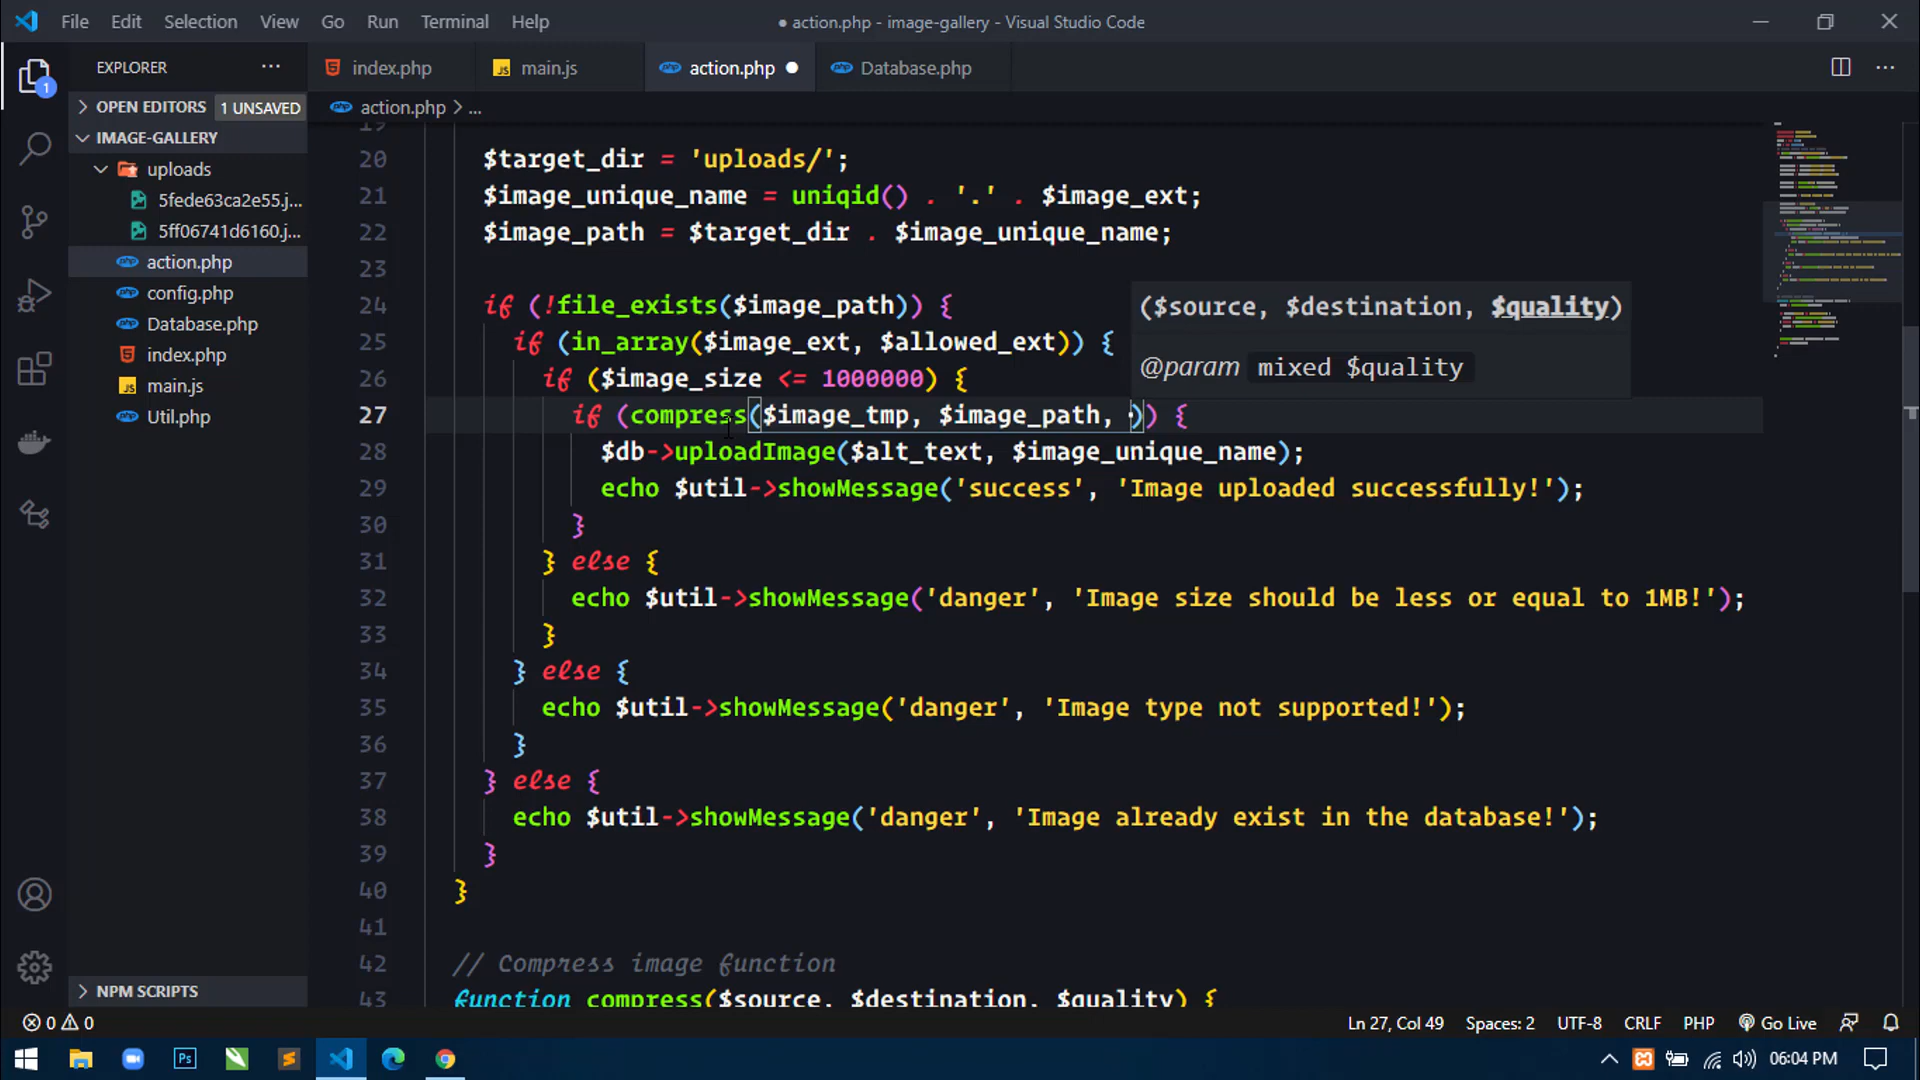 File Edit Selection View Go Run Terminal Help
● action.php - image-gallery - Visual Studio Code
EXPLORER
index.php
main.js
action.php
Database.php
OPEN EDITORS 1 UNSAVED
action.php > ...
IMAGE-GALLERY
uploads
5fede63ca2e55.j...
5ff06741d6160.j...
action.php
config.php
Database.php
index.php
main.js
Util.php
1
NPM SCRIPTS
19
20 $target_dir = 'uploads/';
21 $image_unique_name = uniqid() . '.' . $image_ext;
22 $image_path = $target_dir . $image_unique_name;
23
24 if (!file_exists($image_path)) {
25 if (in_array($image_ext, $allowed_ext)) {
26 if ($image_size <= 1000000) {
27 if (compress($image_tmp, $image_path, )) {
28 $db->uploadImage($alt_text, $image_unique_name);
29 echo $util->showMessage('success', 'Image uploaded successfully!');
30 }
31 } else {
32 echo $util->showMessage('danger', 'Image size should be less or equal to 1MB!');
33 }
34 } else {
35 echo $util->showMessage('danger', 'Image type not supported!');
36 }
37 } else {
38 echo $util->showMessage('danger', 'Image already exist in the database!');
39 }
40 }
41
42 // Compress image function
43 function compress($source, $destination, $quality) {
($source, $destination, $quality)
@param mixed $quality
0 0
Ln 27, Col 49 Spaces: 2 UTF-8 CRLF PHP Go Live
Ps
06:04 PM